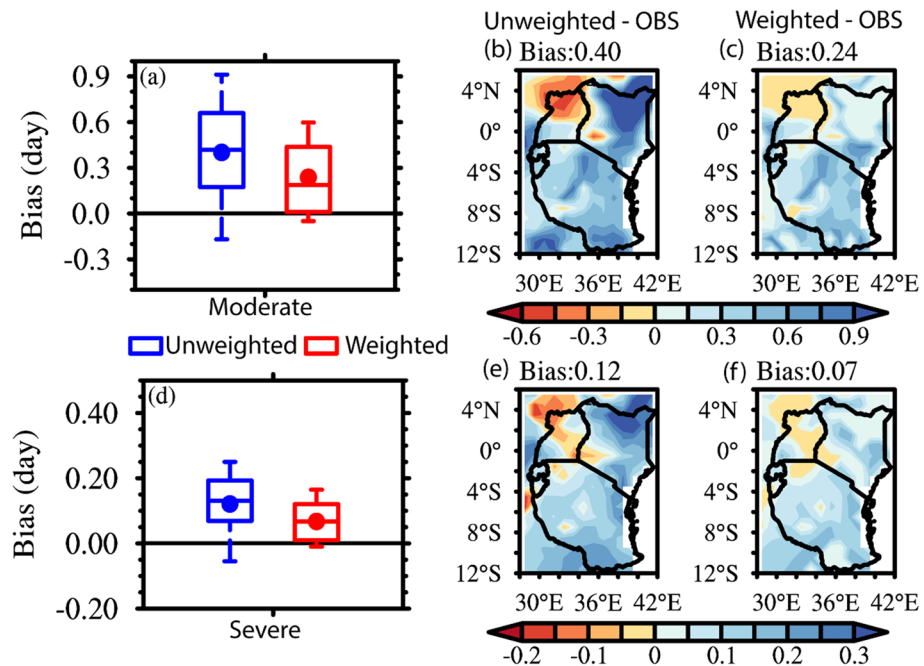 Unweighted - OBS
Weighted - OBS
(a)
Bias (day)
0.9
0.6
0.3
0.0
-0.3
Moderate
(b) Bias:0.40
4°N
0°
4°S
8°S
12°S
30°E 36°E 42°E
(c) Bias:0.24
4°N
0°
4°S
8°S
12°S
30°E 36°E 42°E
-0.6 -0.3 0 0.3 0.6 0.9
Unweighted Weighted
(d)
Bias (day)
0.40
0.20
0.00
-0.20
Severe
(e) Bias:0.12
4°N
0°
4°S
8°S
12°S
30°E 36°E 42°E
(f) Bias:0.07
4°N
0°
4°S
8°S
12°S
30°E 36°E 42°E
-0.2 -0.1 0 0.1 0.2 0.3